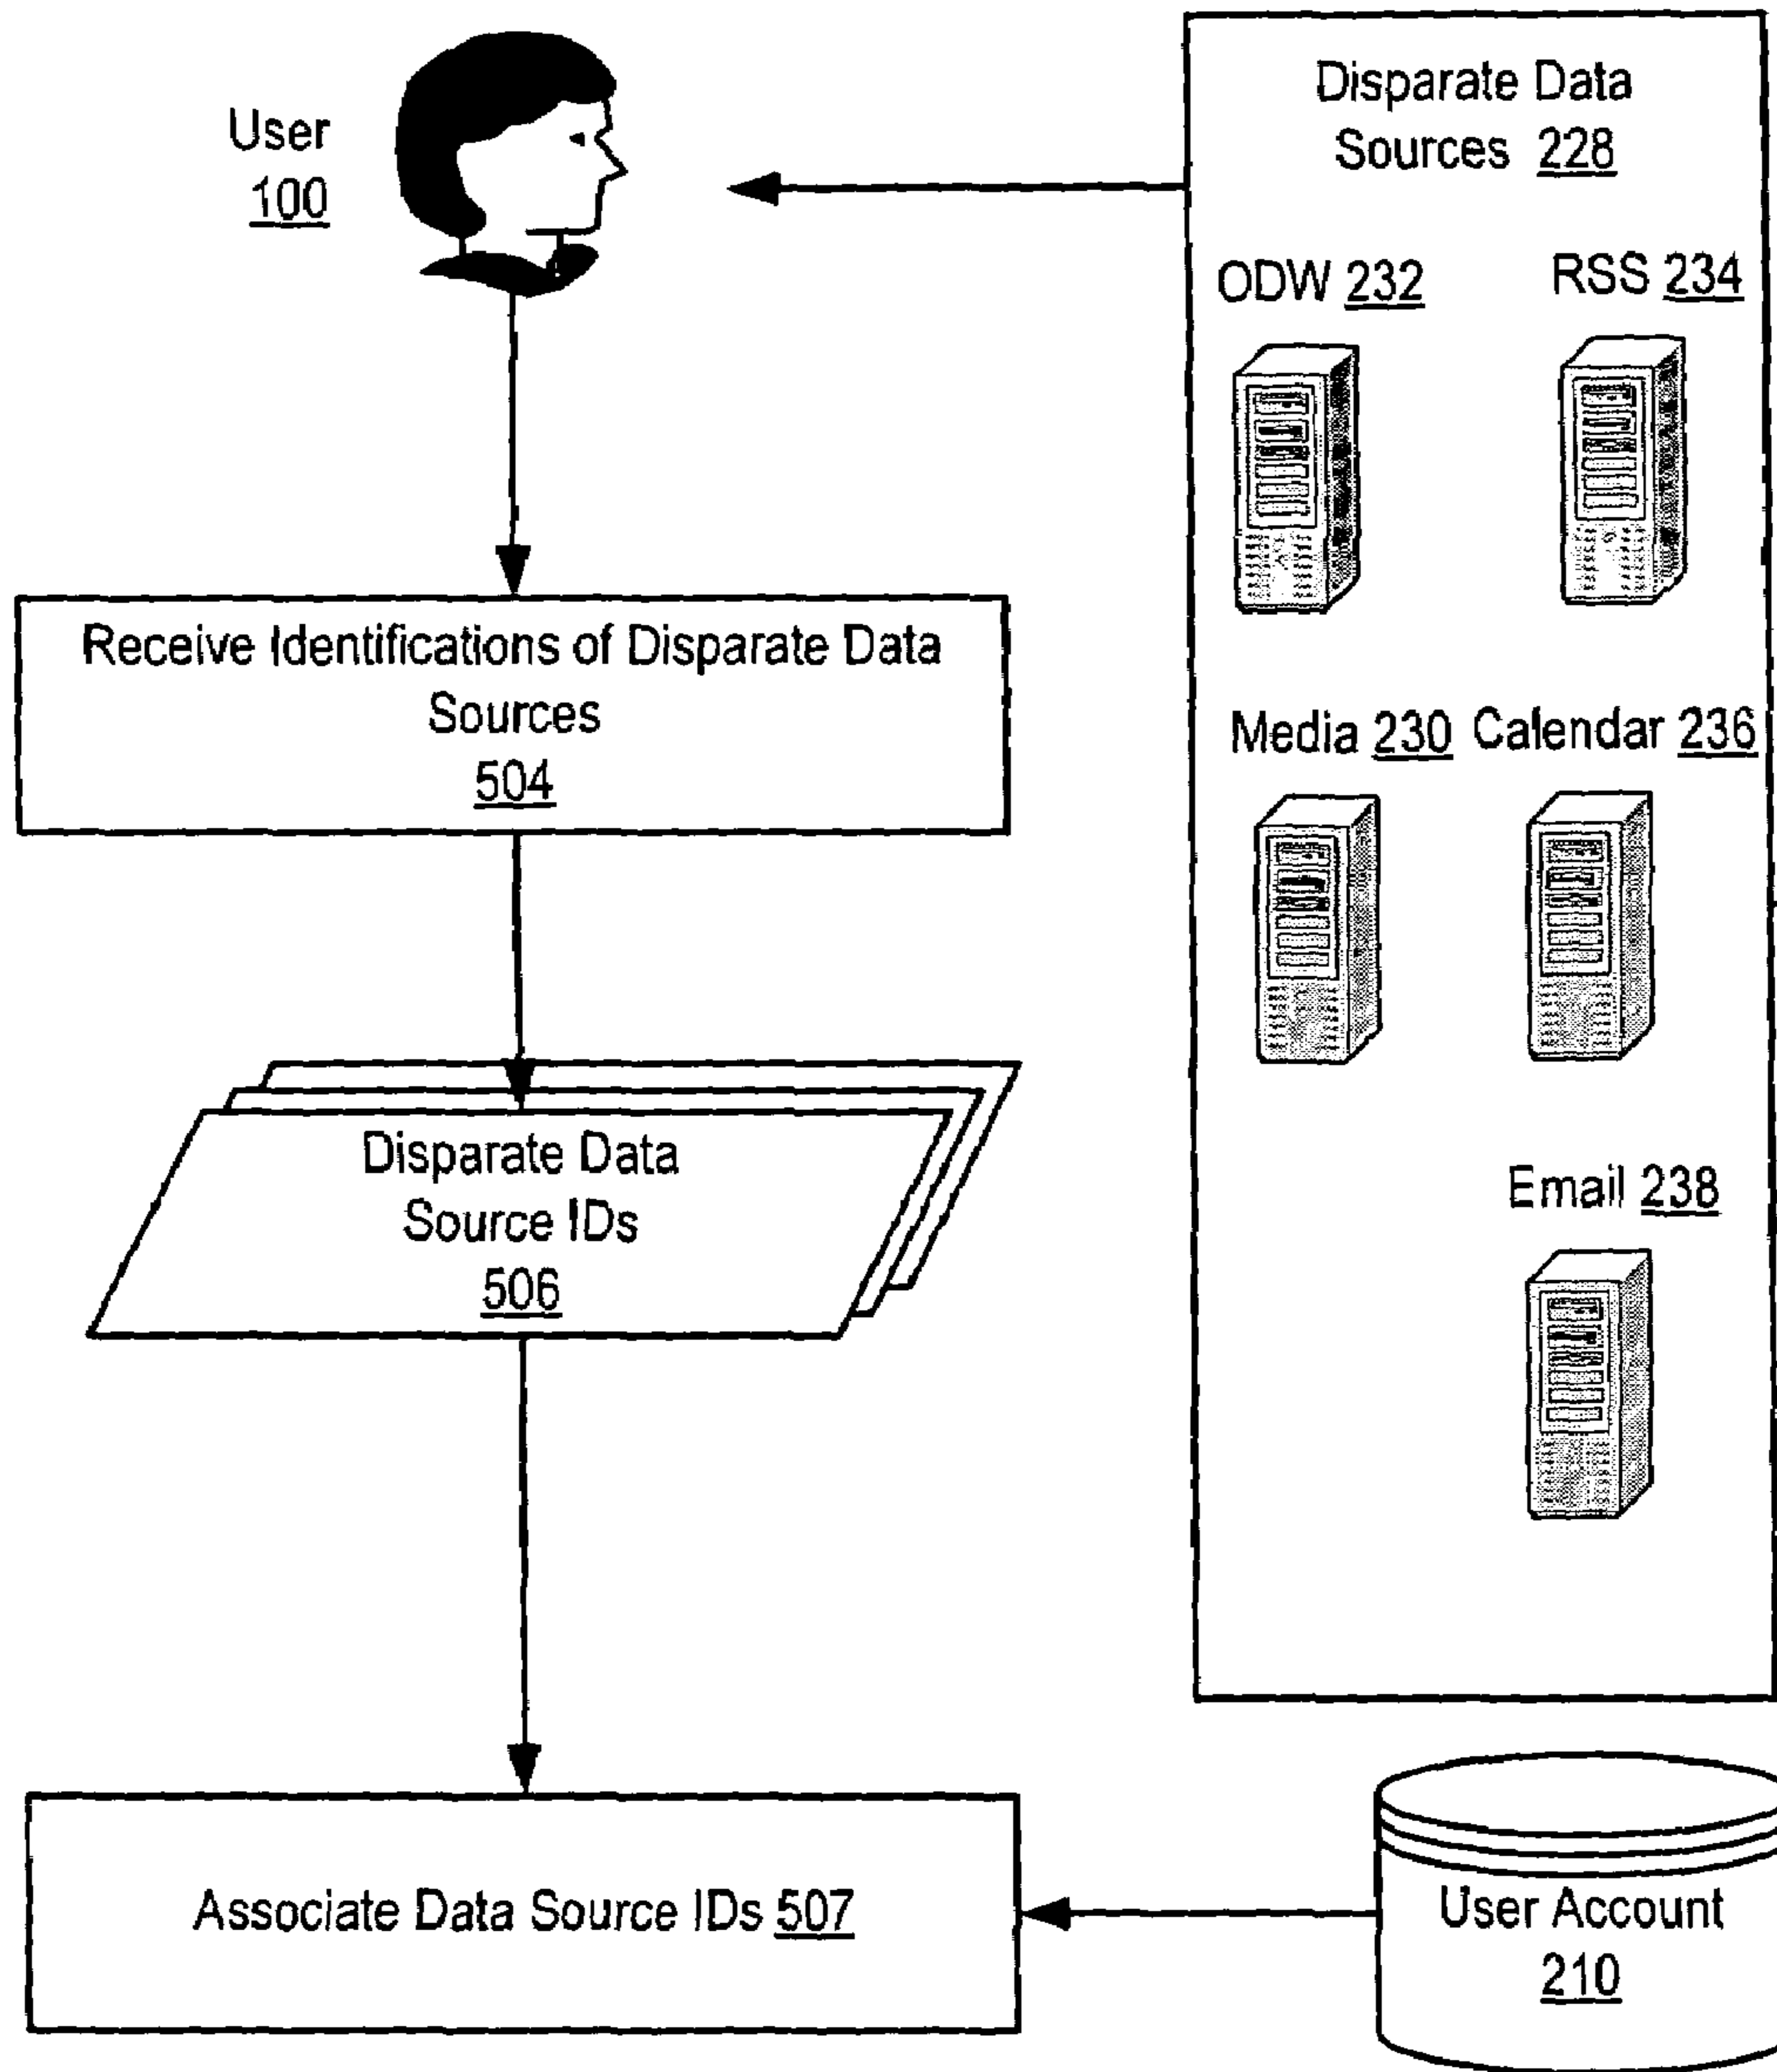 User
100
Disparate Data
Sources 228
ODW 232
RSS 234
Media 230
Calendar 236
Email 238
Receive Identifications of Disparate Data
Sources
504
Disparate Data
Source IDs
506
Associate Data Source IDs 507
User Account
210